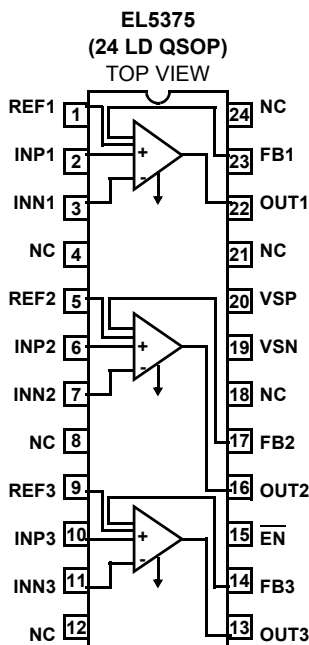 EL5375
(24 LD QSOP)
TOP VIEW
REF1 1 24 NC
INP1 2 + 23 FB1
INN1 3 - 22 OUT1
NC 4 21 NC
REF2 5 20 VSP
INP2 6 + 19 VSN
INN2 7 - 18 NC
NC 8 17 FB2
REF3 9 16 OUT2
INP3 10 + 15 EN
INN3 11 - 14 FB3
NC 12 13 OUT3